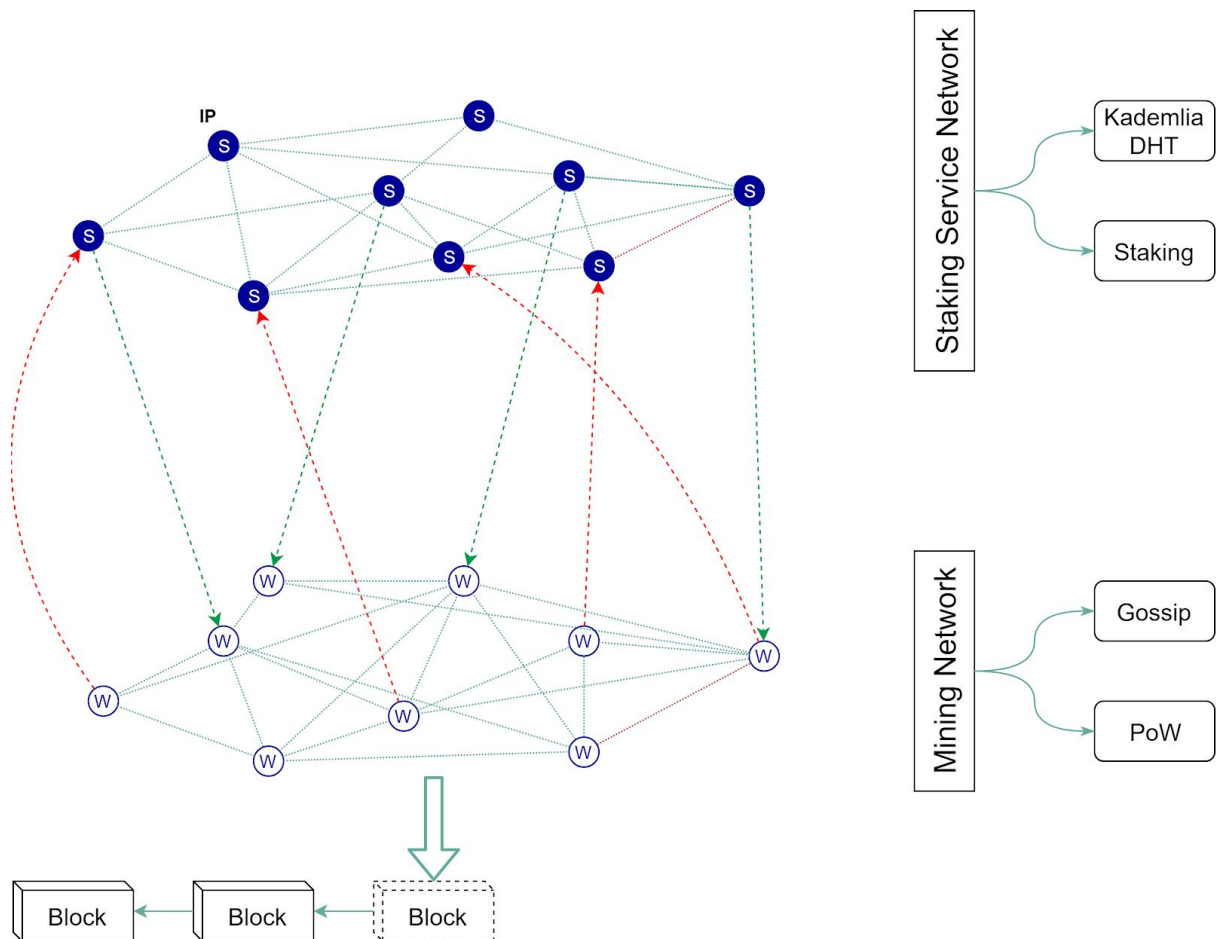 IP
S
S
S
S
S
S
S
S
S
W
W
W
W
W
W
W
W
W
Block
Block
Block
Staking Service Network
Kademlia
DHT
Staking
Mining Network
Gossip
PoW